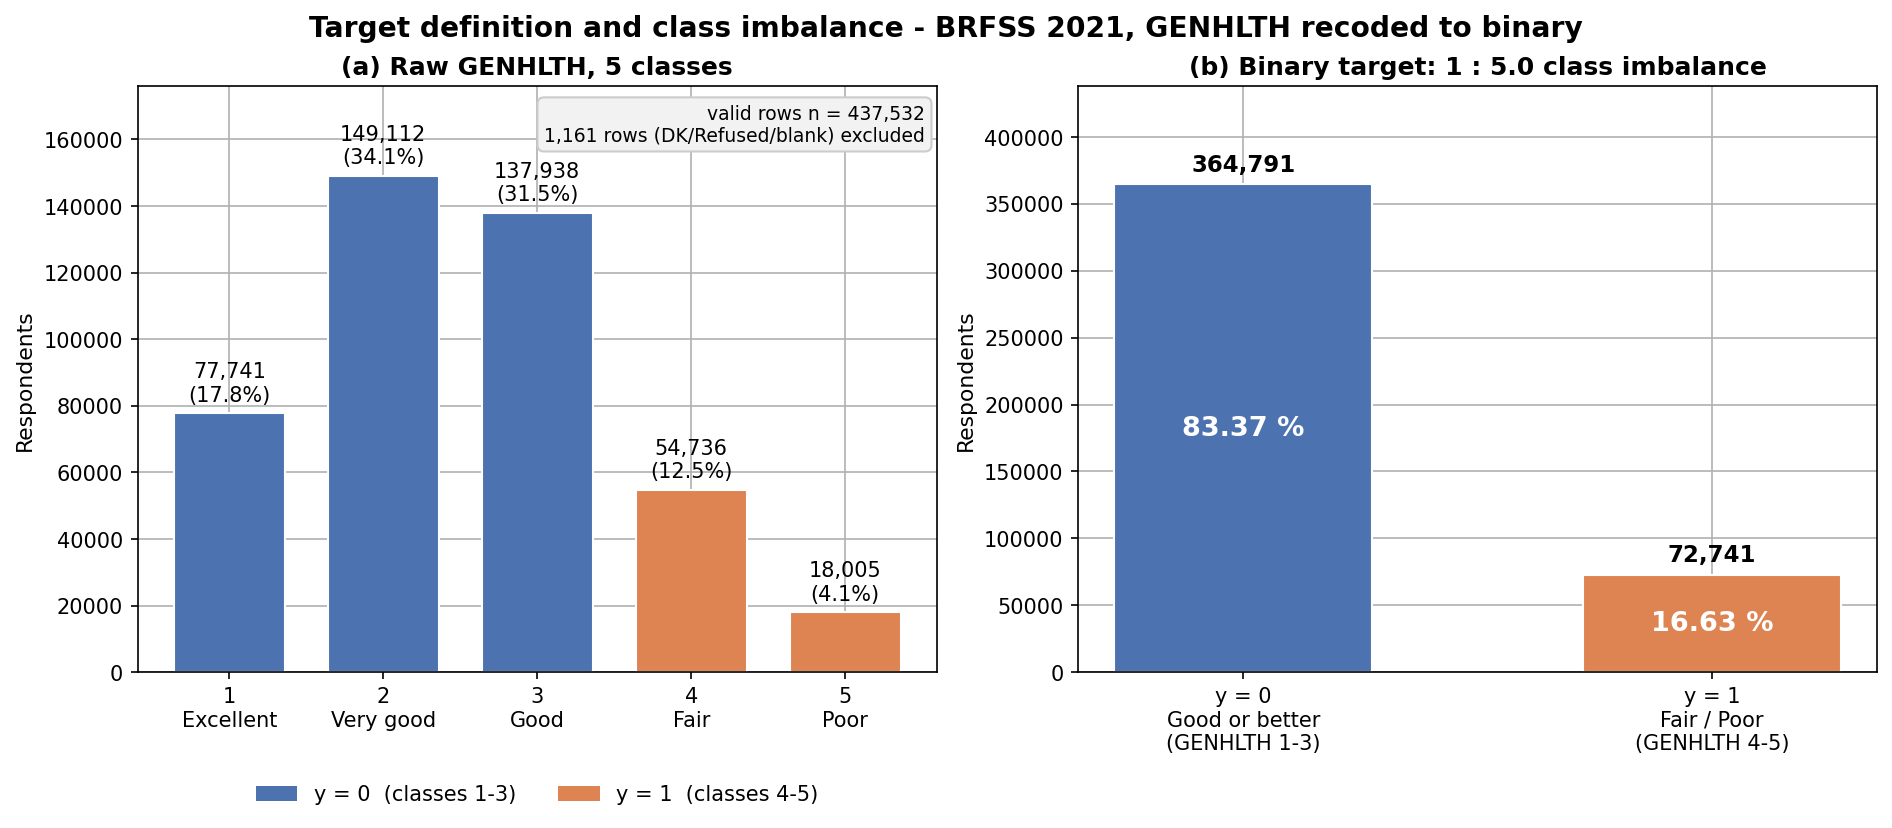 Target definition and class imbalance - BRFSS 2021, GENHLTH recoded to binary
(a) Raw GENHLTH, 5 classes
valid rows n = 437,532
1,161 rows (DK/Refused/blank) excluded
Respondents
160000
140000
120000
100000
80000
60000
40000
20000
0
77,741
(17.8%)
149,112
(34.1%)
137,938
(31.5%)
54,736
(12.5%)
18,005
(4.1%)
1
Excellent
2
Very good
3
Good
4
Fair
5
Poor
y = 0 (classes 1-3)
y = 1 (classes 4-5)
(b) Binary target: 1 : 5.0 class imbalance
Respondents
400000
350000
300000
250000
200000
150000
100000
50000
0
364,791
83.37 %
72,741
16.63 %
y = 0
Good or better
(GENHLTH 1-3)
y = 1
Fair / Poor
(GENHLTH 4-5)